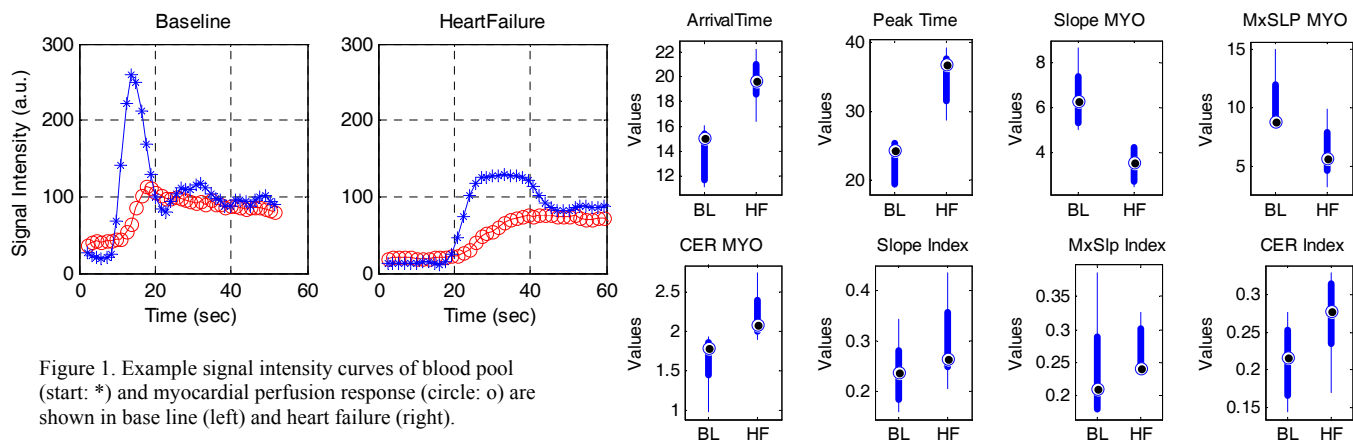 Baseline
300
200
100
0
Signal Intensity (a.u.)
0 20 40 60
Time (sec)
HeartFailure
300
200
100
0
0 20 40 60
Time (sec)
ArrivalTime
22
20
18
16
14
12
Values
BL HF
Peak Time
40
30
20
Values
BL HF
Slope MYO
8
6
4
Values
BL HF
MxSLP MYO
15
10
5
Values
BL HF
CER MYO
2.5
2
1.5
1
Values
BL HF
Slope Index
0.4
0.3
0.2
Values
BL HF
MxSlp Index
0.35
0.3
0.25
0.2
Values
BL HF
CER Index
0.3
0.25
0.2
0.15
Values
BL HF
Figure 1. Example signal intensity curves of blood pool
(start: *) and myocardial perfusion response (circle: o) are
shown in base line (left) and heart failure (right).